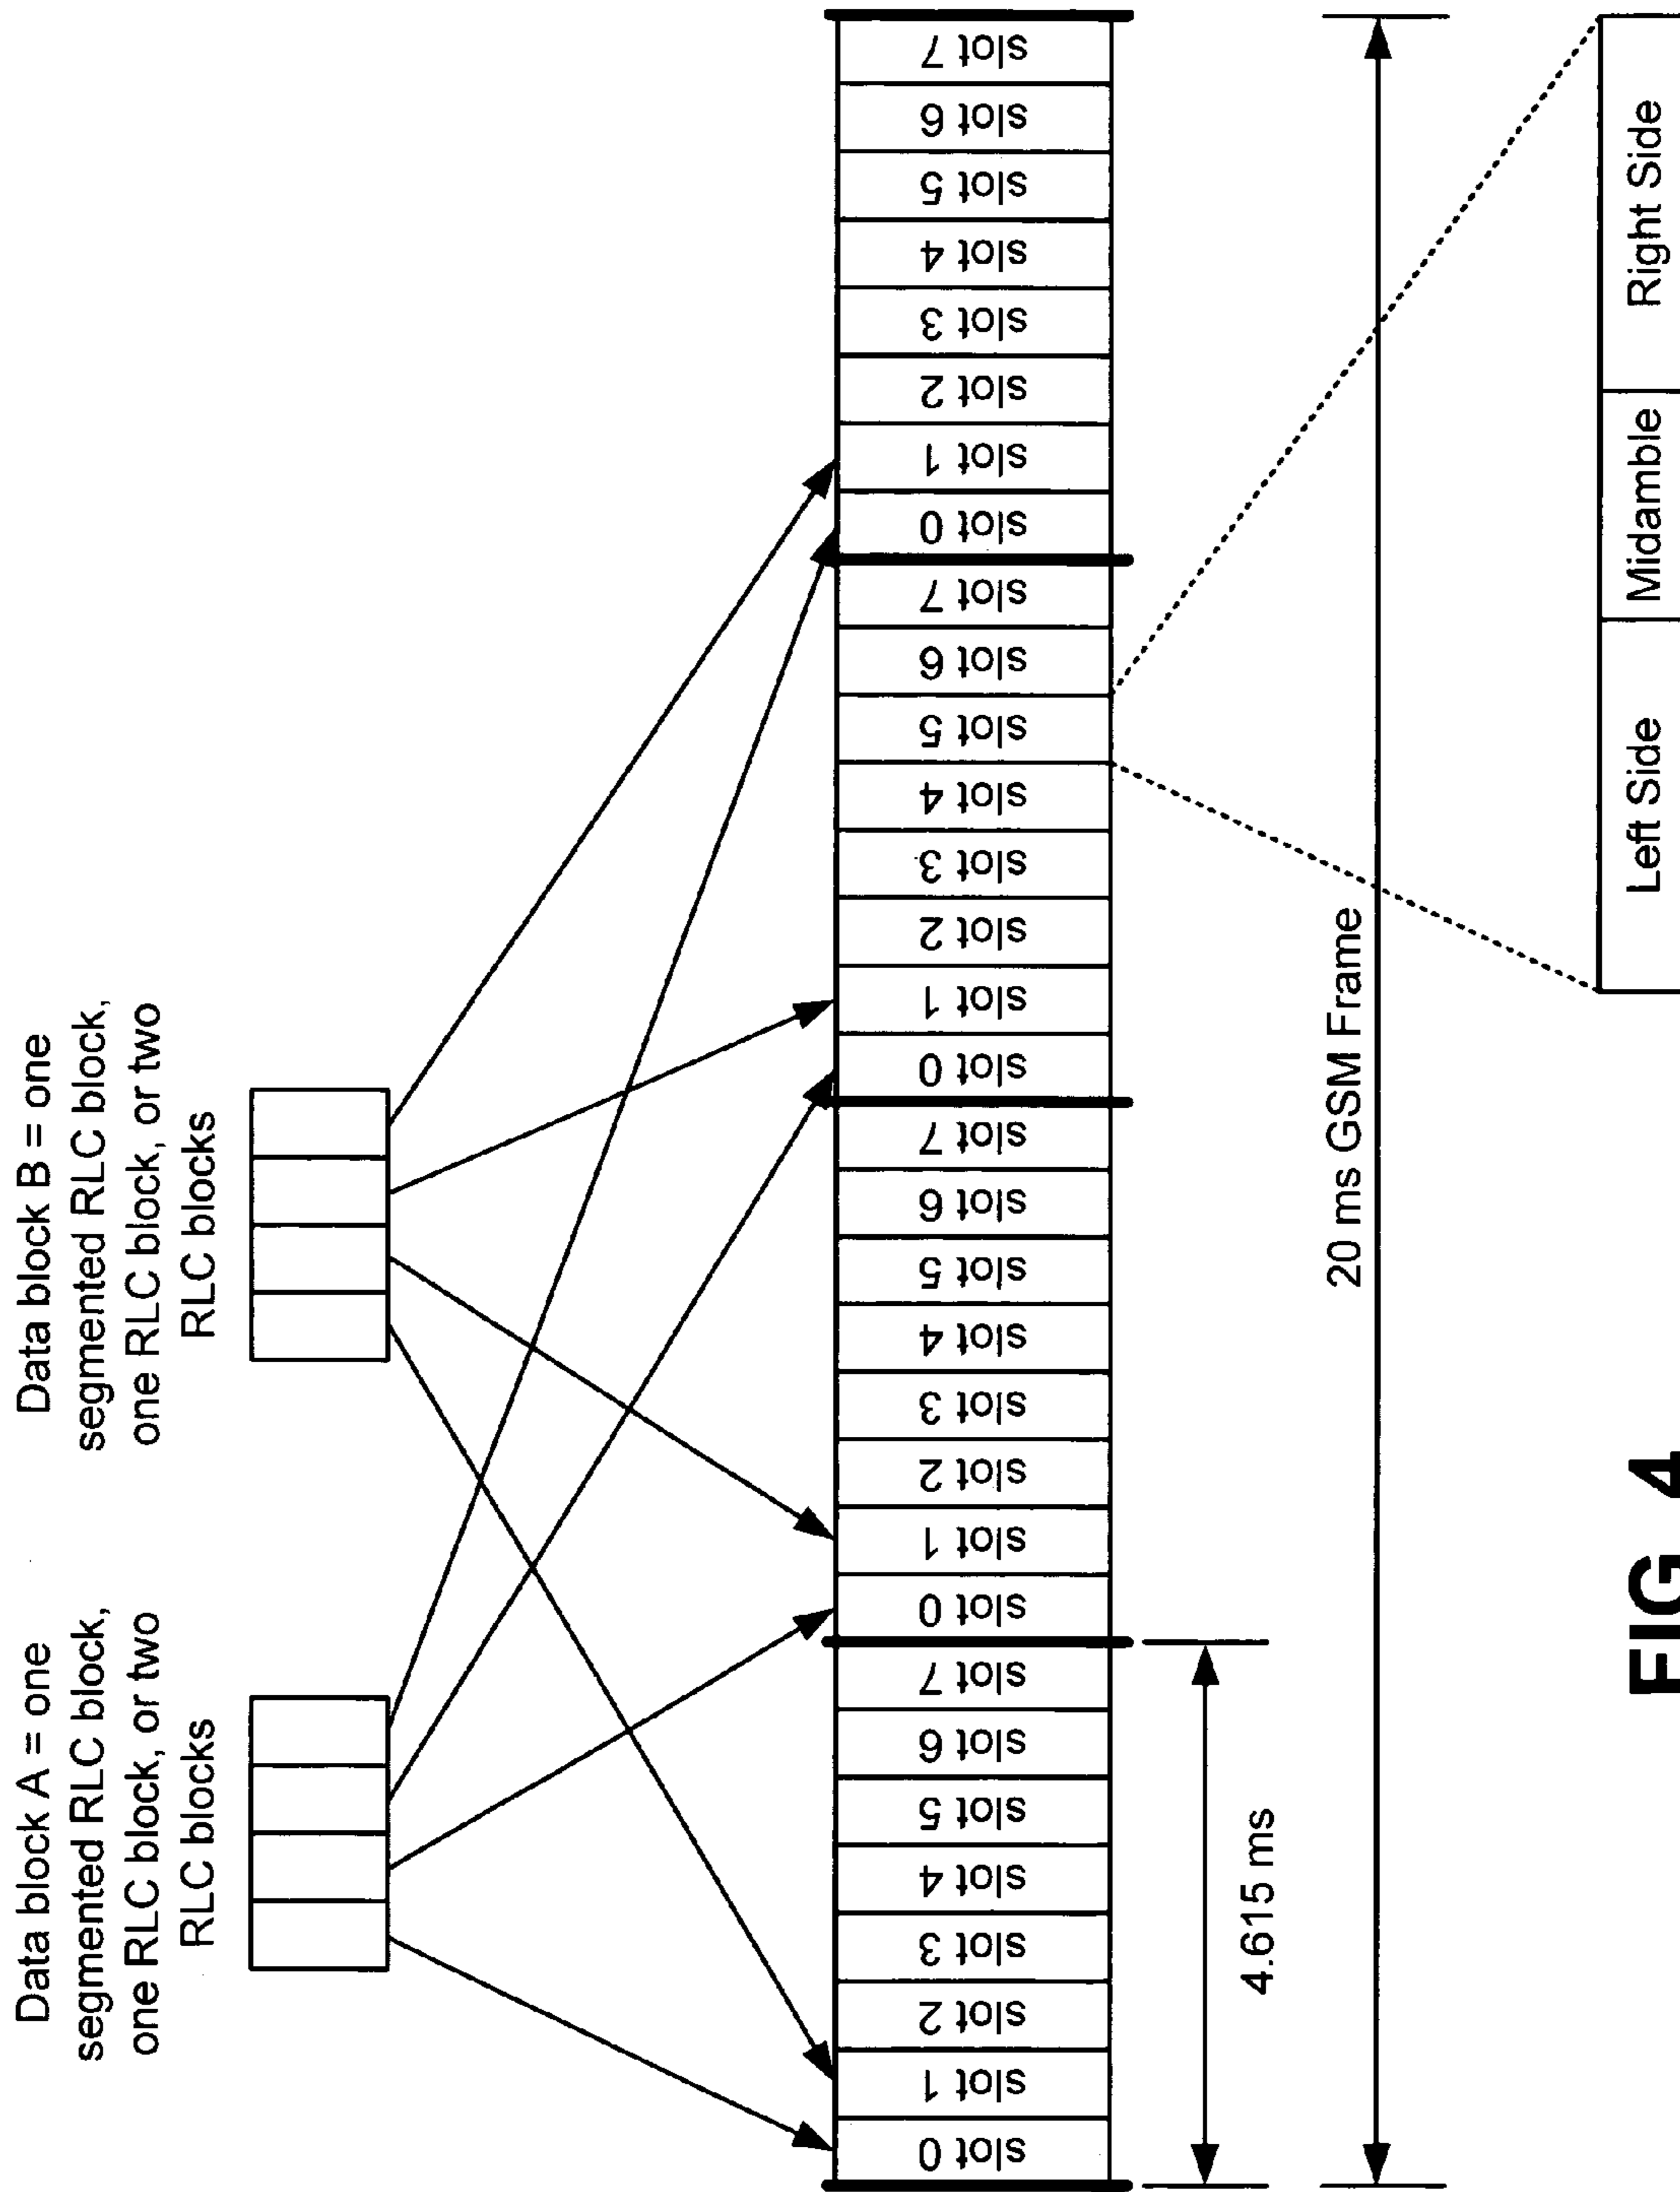 Data block A = one
segmented RLC block,
one RLC block, or two
RLC blocks
Data block B = one
segmented RLC block,
one RLC block, or two
RLC blocks
slot 0
slot 1
slot 2
slot 3
slot 4
slot 5
slot 6
slot 7
slot 0
slot 1
slot 2
slot 3
slot 4
slot 5
slot 6
slot 7
slot 0
slot 1
slot 2
slot 3
slot 4
slot 5
slot 6
slot 7
slot 0
slot 1
slot 2
slot 3
slot 4
slot 5
slot 6
slot 7
4.615 ms
20 ms GSM Frame
Left Side
Midamble
Right Side
FIG. 4